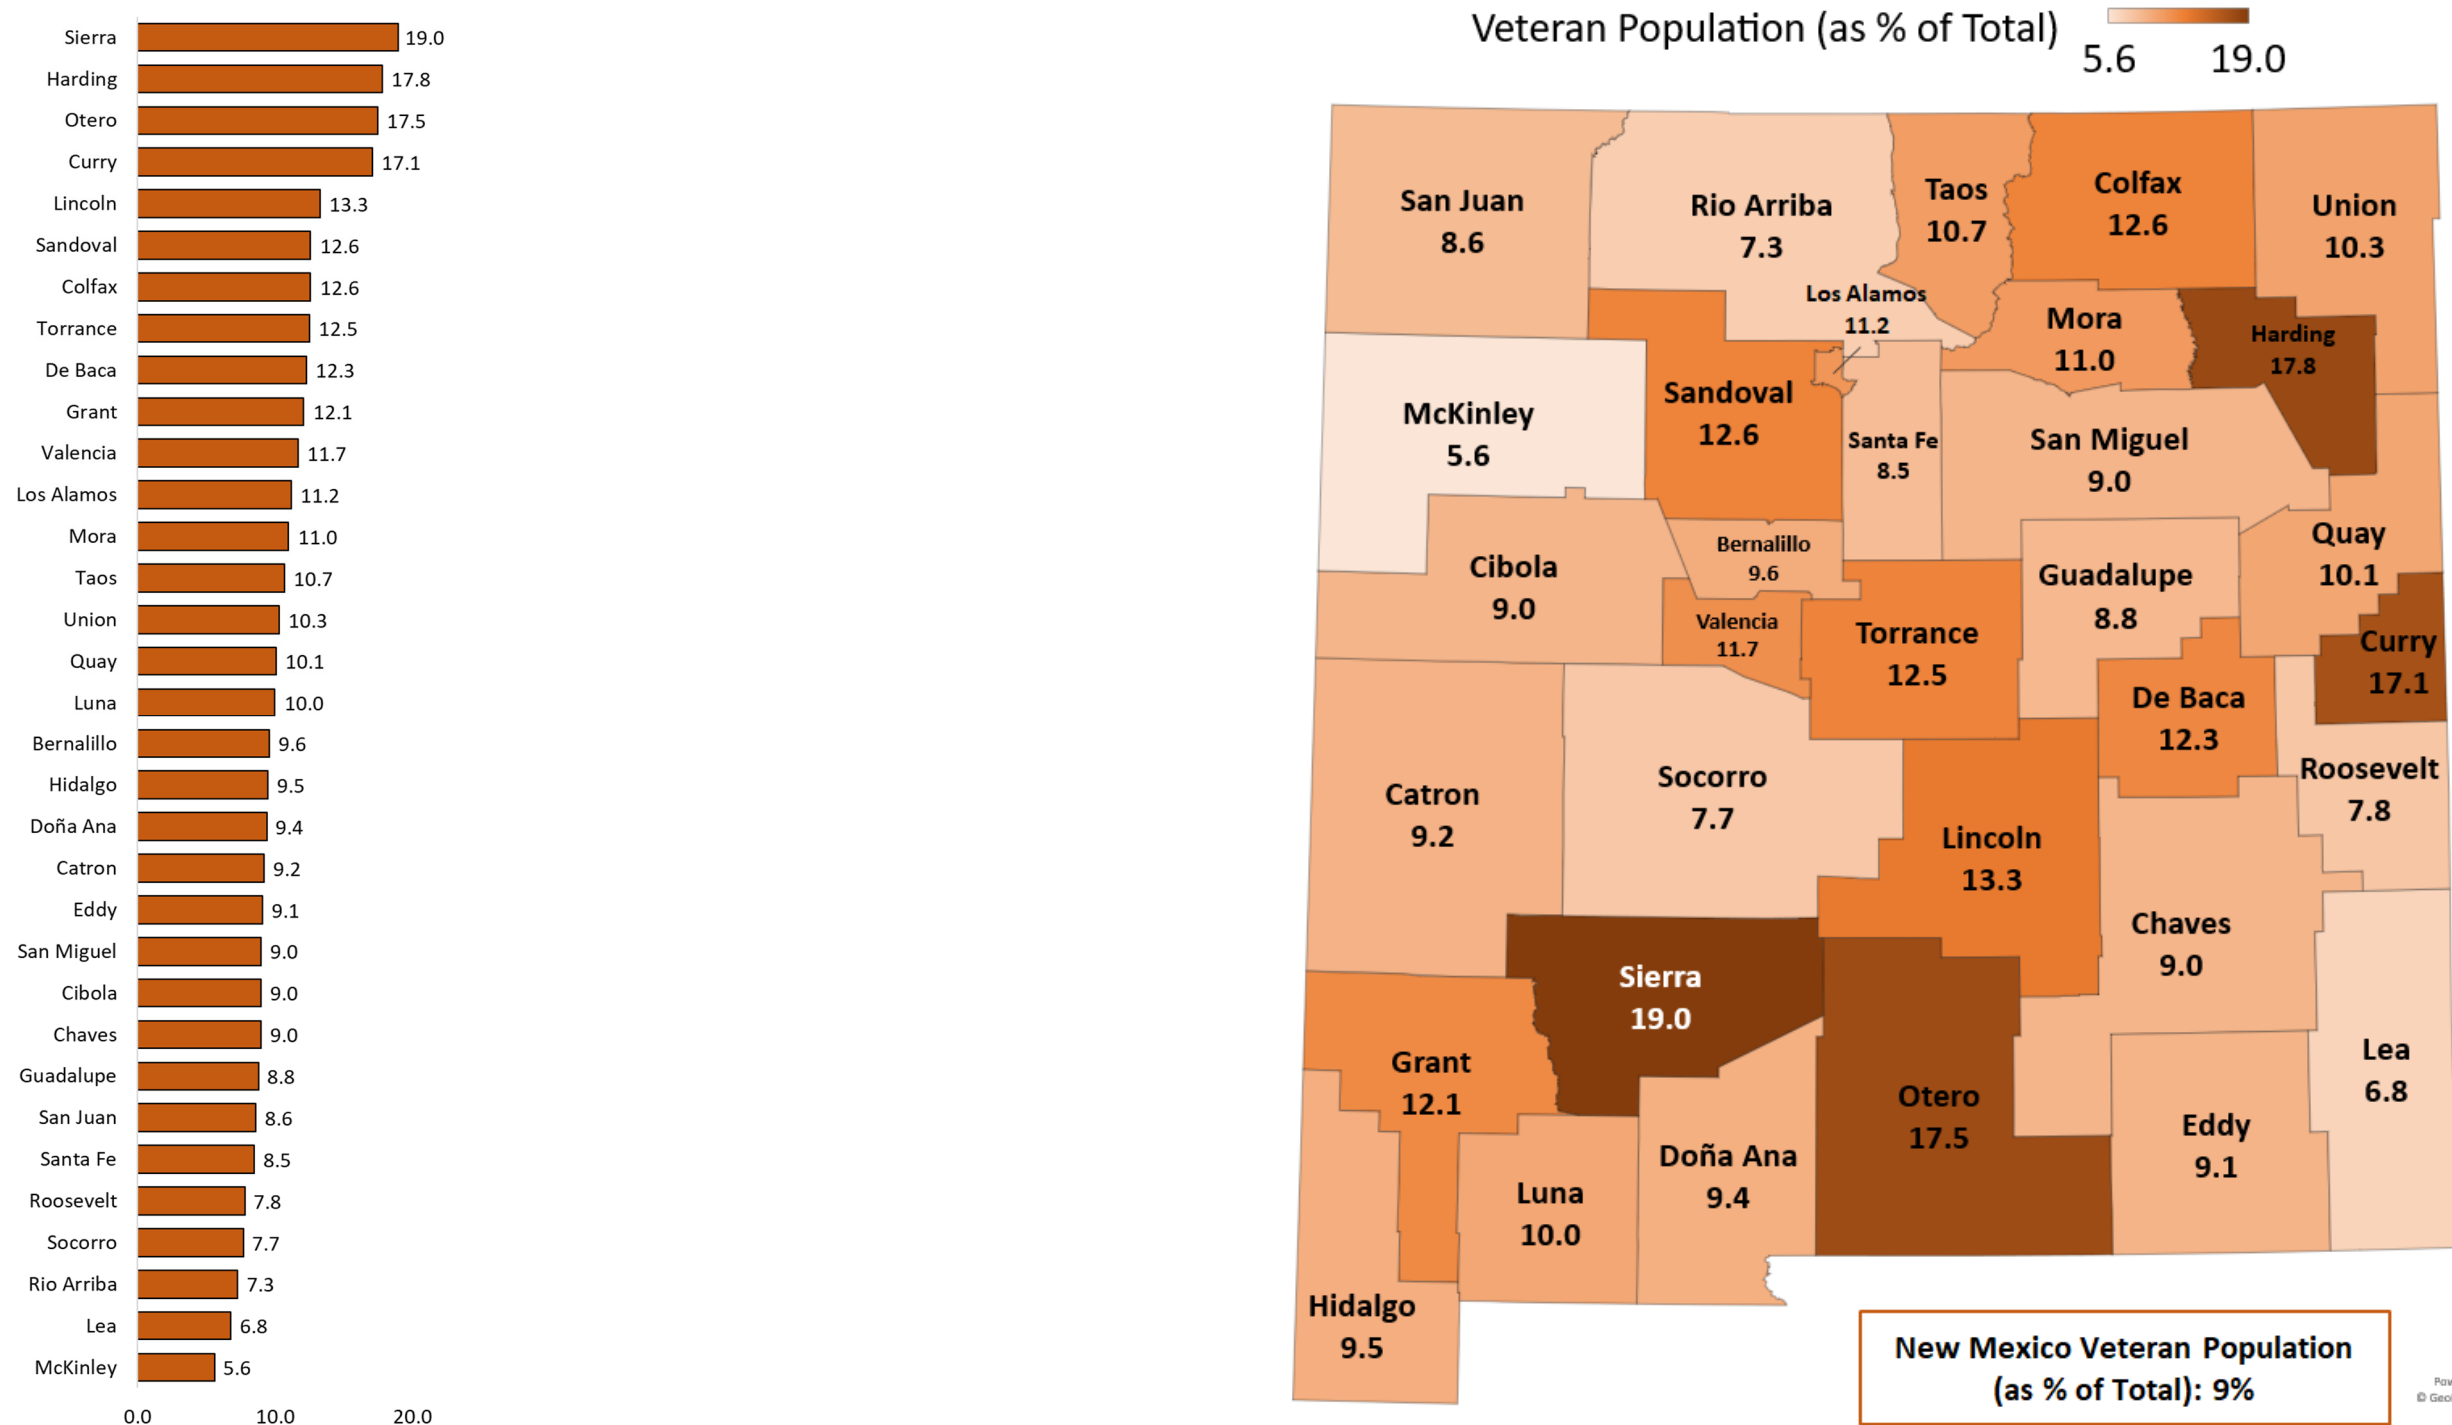 Sierra 19.0
Harding 17.8
Otero 17.5
Curry 17.1
Lincoln 13.3
Sandoval 12.6
Colfax 12.6
Torrance 12.5
De Baca 12.3
Grant 12.1
Valencia 11.7
Los Alamos 11.2
Mora 11.0
Taos 10.7
Union 10.3
Quay 10.1
Luna 10.0
Bernalillo 9.6
Hidalgo 9.5
Doña Ana 9.4
Catron 9.2
Eddy 9.1
San Miguel 9.0
Cibola 9.0
Chaves 9.0
Guadalupe 8.8
San Juan 8.6
Santa Fe 8.5
Roosevelt 7.8
Socorro 7.7
Rio Arriba 7.3
Lea 6.8
McKinley 5.6
0.0 10.0 20.0
Veteran Population (as % of Total)
5.6 19.0
San Juan
8.6
Rio Arriba
7.3
Taos
10.7
Colfax
12.6
Union
10.3
Los Alamos
11.2
Mora
11.0
Harding
17.8
McKinley
5.6
Sandoval
12.6
Santa Fe
8.5
San Miguel
9.0
Quay
10.1
Cibola
9.0
Bernalillo
9.6
Valencia
11.7
Torrance
12.5
Guadalupe
8.8
Curry
17.1
De Baca
12.3
Roosevelt
7.8
Catron
9.2
Socorro
7.7
Lincoln
13.3
Chaves
9.0
Sierra
19.0
Grant
12.1
Otero
17.5
Lea
6.8
Eddy
9.1
Doña Ana
9.4
Luna
10.0
Hidalgo
9.5
New Mexico Veteran Population
(as % of Total): 9%